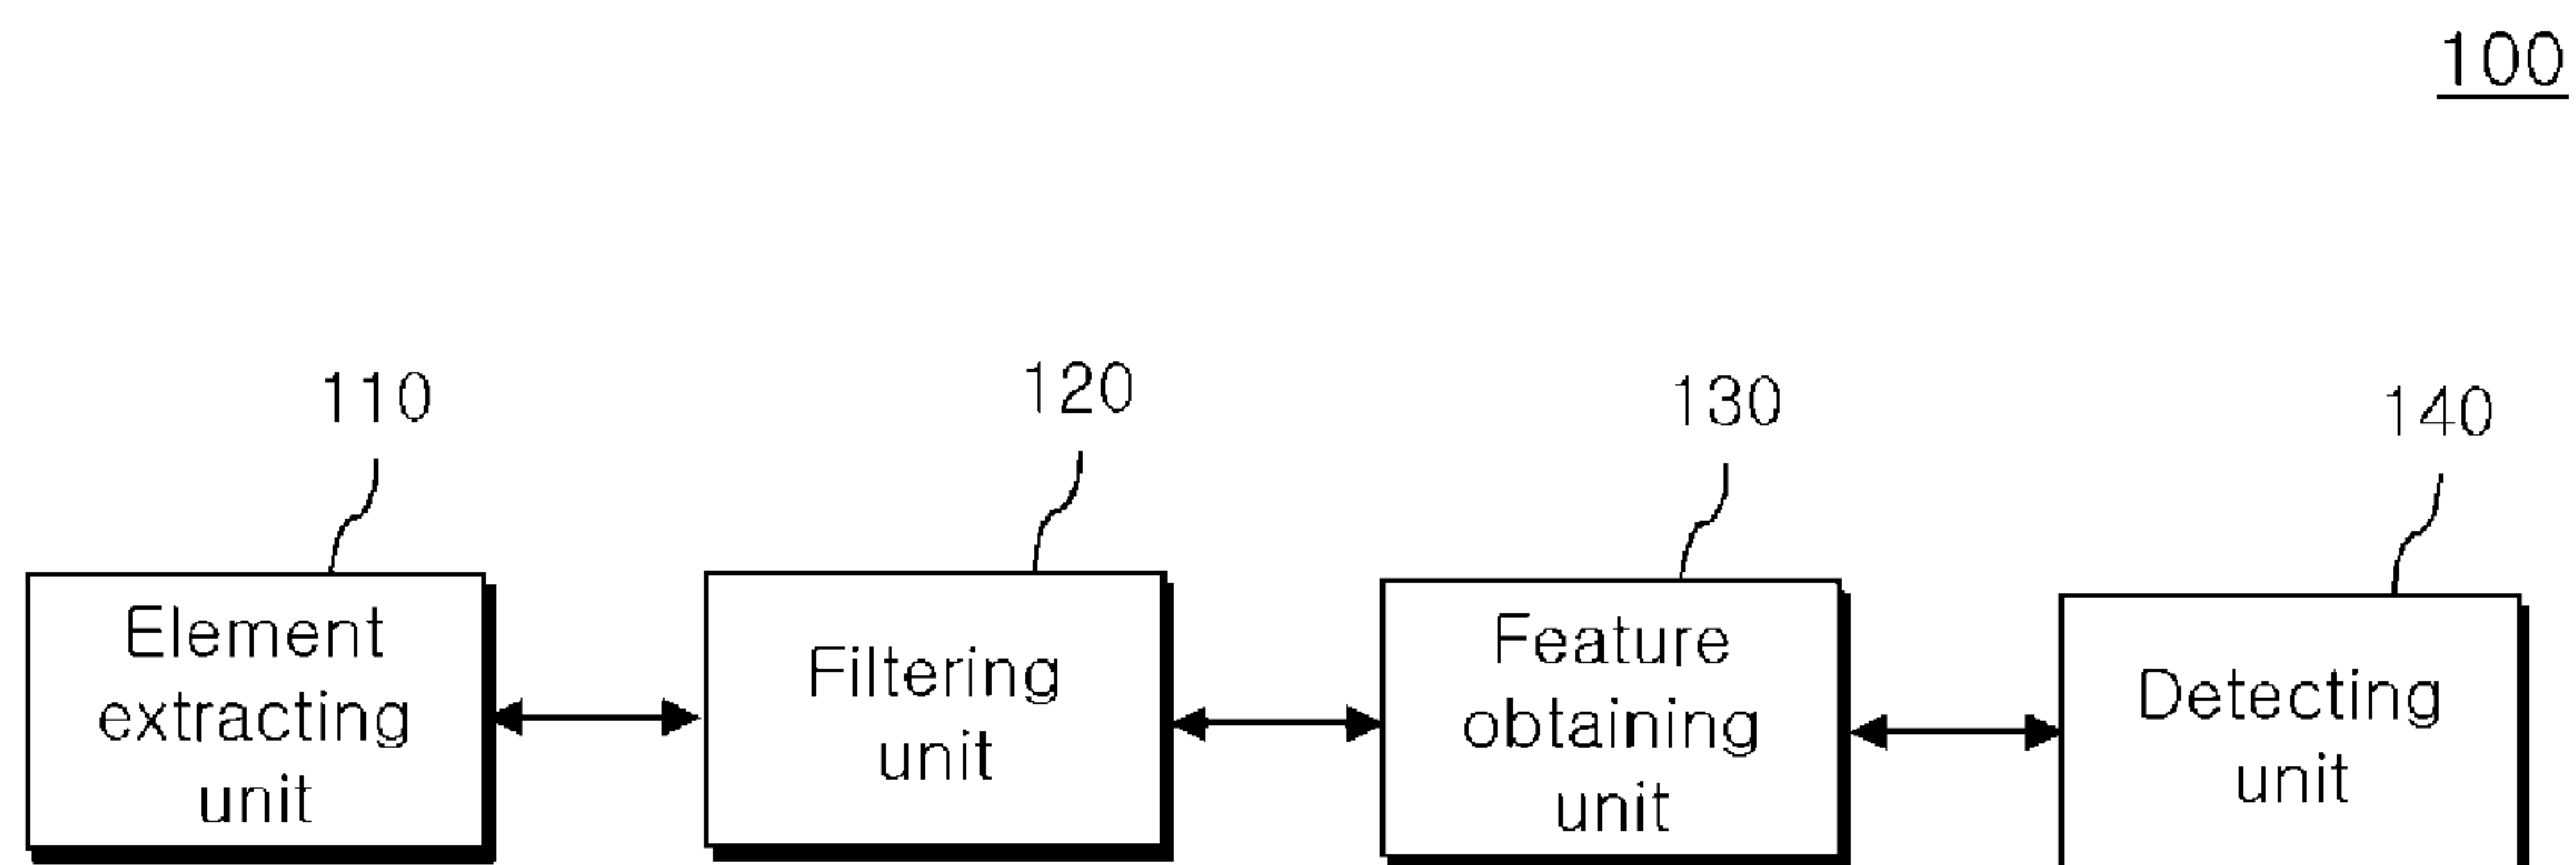 100
110
120
130
140
Element
extracting
unit
Filtering
unit
Feature
obtaining
unit
Detecting
unit